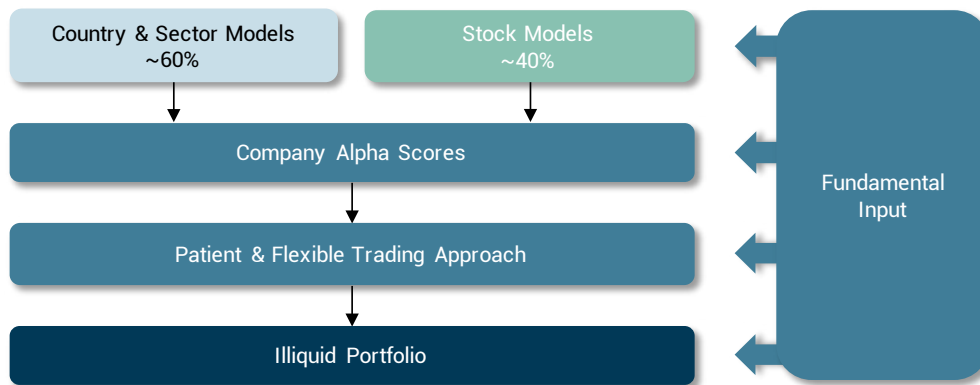 Country & Sector Models
~60%
Stock Models
~40%
Company Alpha Scores
Patient & Flexible Trading Approach
Illiquid Portfolio
Fundamental
Input